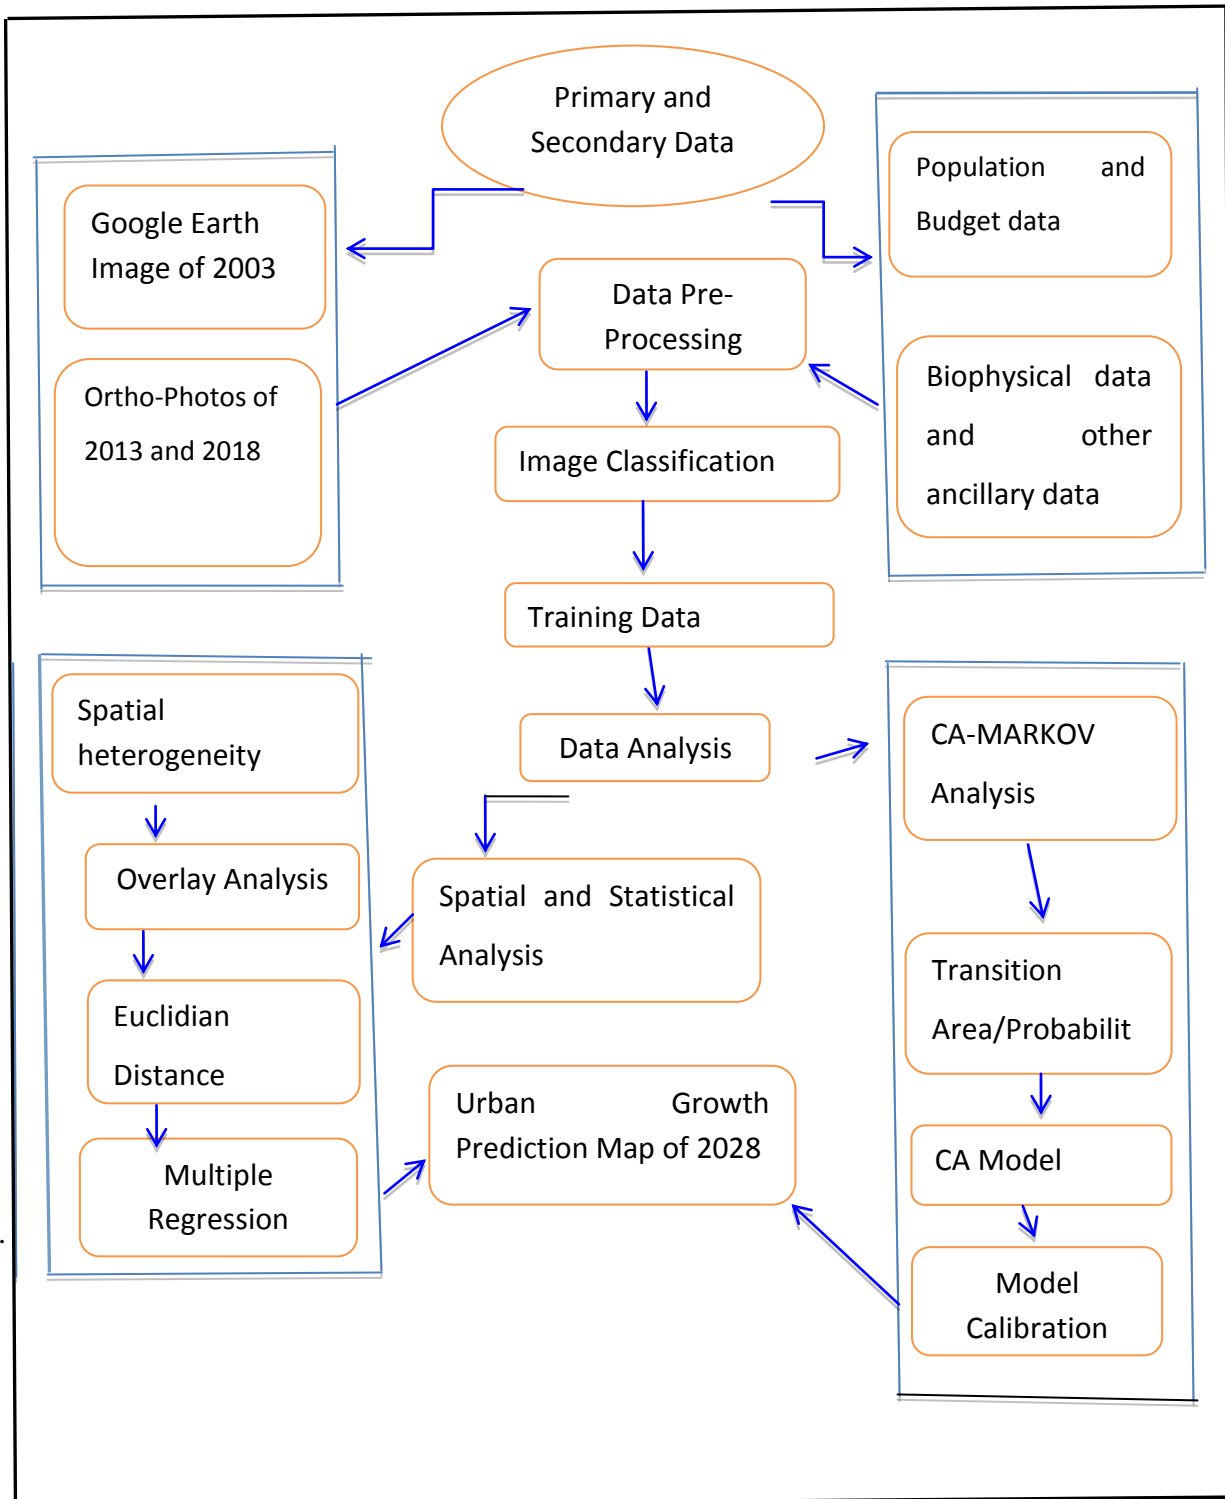 Primary and
Secondary Data
Google Earth
Image of 2003
Ortho-Photos of
2013 and 2018
Population and
Budget data
Biophysical data
and other
ancillary data
Data Pre-
Processing
Image Classification
Training Data
Data Analysis
Spatial and Statistical
Analysis
Spatial
heterogeneity
Overlay Analysis
Euclidian
Distance
Multiple
Regression
CA-MARKOV
Analysis
Transition
Area/Probabilit
CA Model
Model
Calibration
Urban Growth
Prediction Map of 2028
.